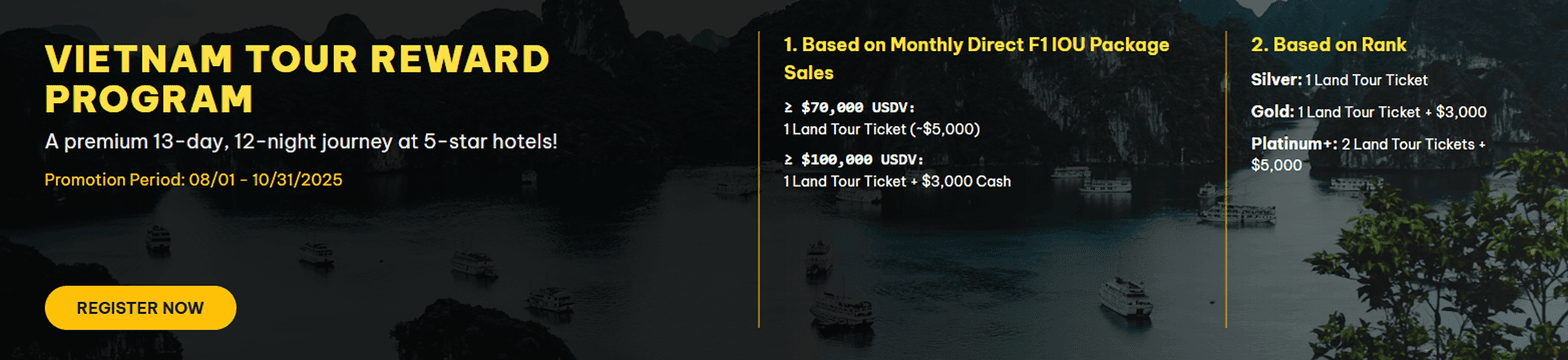 VIETNAM TOUR REWARD
PROGRAM
A premium 13-day, 12-night journey at 5-star hotels!
Promotion Period: 08/01 - 10/31/2025
REGISTER NOW
1. Based on Monthly Direct F1 IOU Package
Sales
≥ $70,000 USDV:
1 Land Tour Ticket (~$5,000)
≥ $100,000 USDV:
1 Land Tour Ticket + $3,000 Cash
2. Based on Rank
Silver: 1 Land Tour Ticket
Gold: 1 Land Tour Ticket + $3,000
Platinum+: 2 Land Tour Tickets +
$5,000